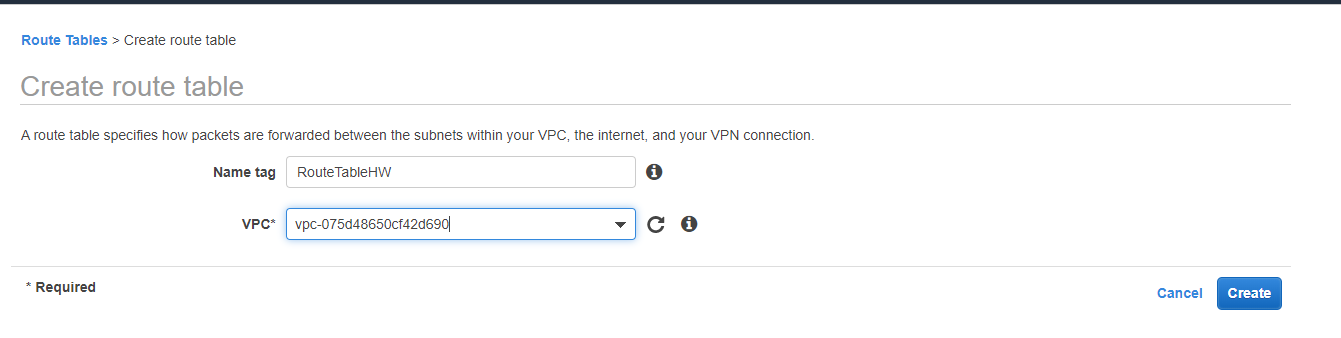 Route Tables > Create route table
Create route table
A route table specifies how packets are forwarded between the subnets within your VPC, the internet, and your VPN connection.
Name tag RouteTableHW
VPC* vpc-075d48650cf42d690
* Required
Cancel Create